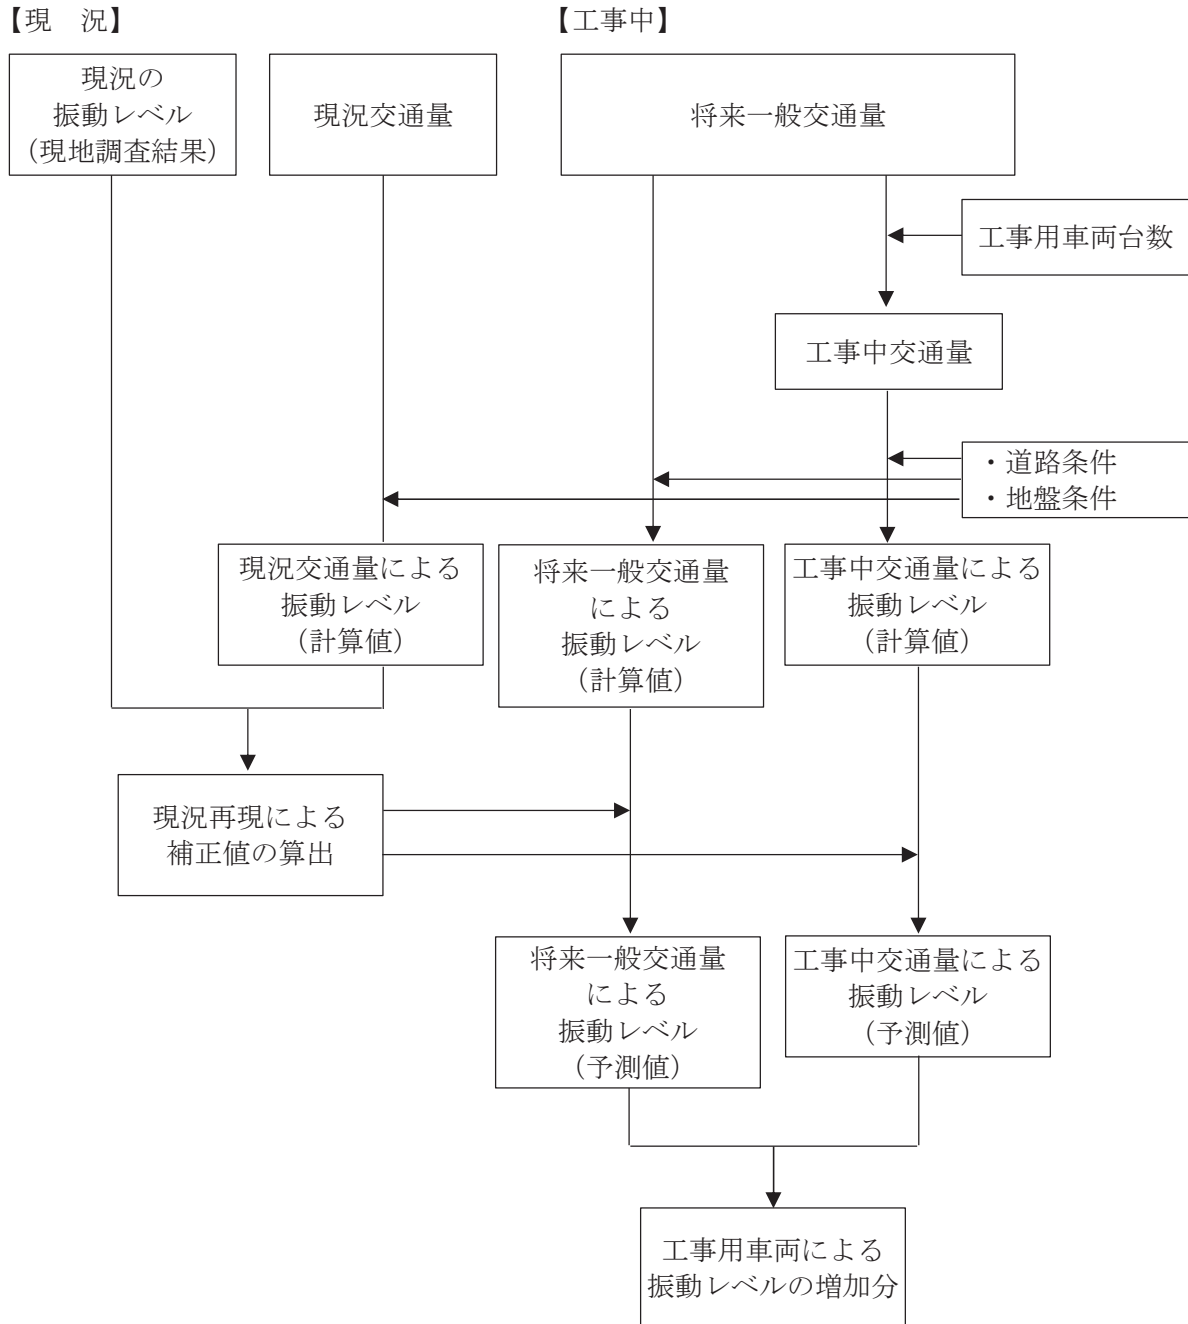 【現　況】
【工事中】
現況の
振動レベル
（現地調査結果）
現況交通量
将来一般交通量
工事用車両台数
工事中交通量
・道路条件
・地盤条件
現況交通量による
振動レベル
（計算値）
将来一般交通量
による
振動レベル
（計算値）
工事中交通量による
振動レベル
（計算値）
現況再現による
補正値の算出
将来一般交通量
による
振動レベル
（予測値）
工事中交通量による
振動レベル
（予測値）
工事用車両による
振動レベルの増加分